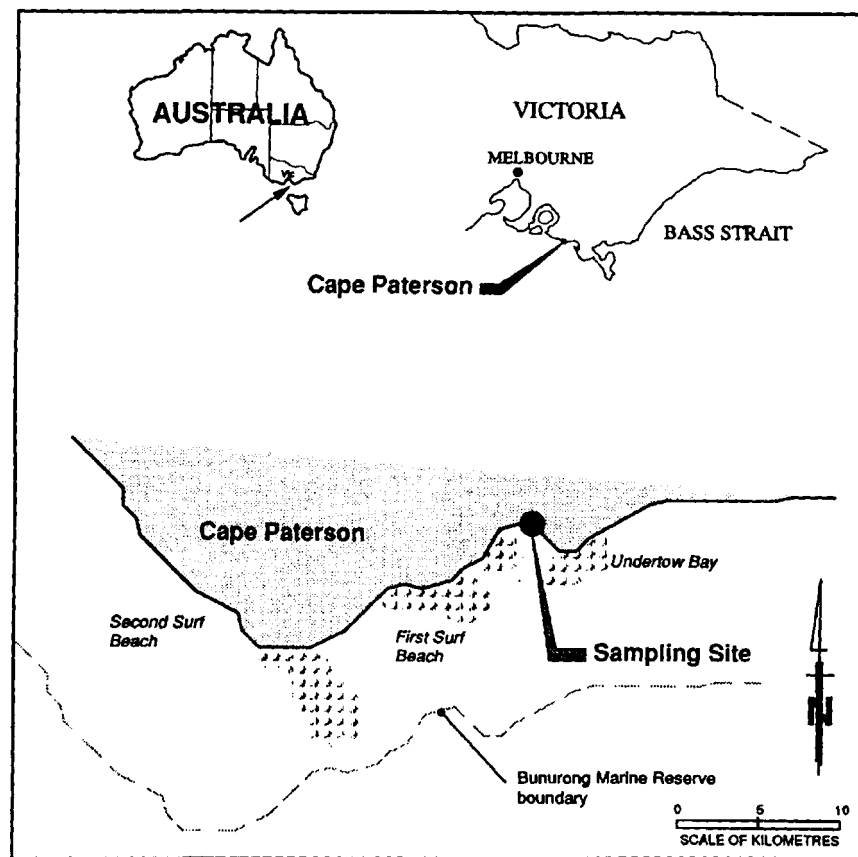 AUSTRALIA
VIC
VICTORIA
MELBOURNE
BASS STRAIT
Cape Paterson
Cape Paterson
Undertow Bay
Second Surf
Beach
First Surf
Beach
Sampling Site
N
Bunurong Marine Reserve
boundary
0 5 10
SCALE OF KILOMETRES